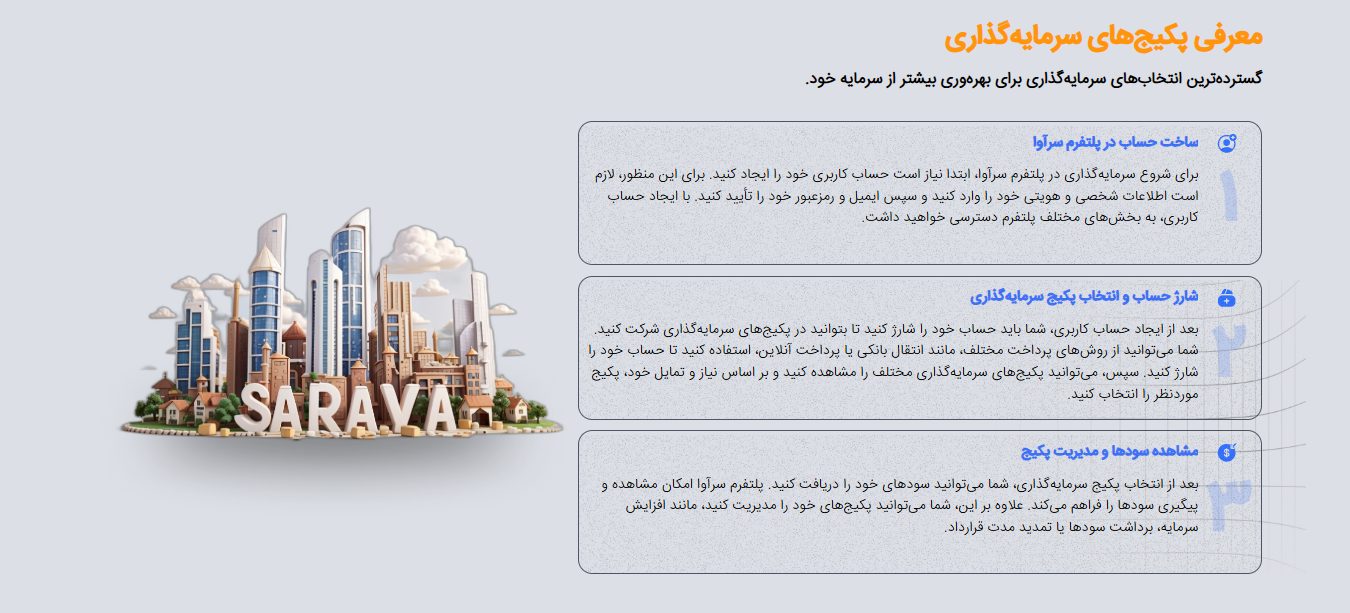 معرفی پکیج‌های سرمایه‌گذاری
گسترده‌ترین انتخاب‌های سرمایه‌گذاری برای بهره‌وری بیشتر از سرمایه خود.
ساخت حساب در پلتفرم سرآوا
۱
برای شروع سرمایه‌گذاری در پلتفرم سرآوا، ابتدا نیاز است حساب کاربری خود را ایجاد کنید. برای این منظور، لازم
است اطلاعات شخصی و هویتی خود را وارد کنید و سپس ایمیل و رمزعبور خود را تأیید کنید. با ایجاد حساب
کاربری، به بخش‌های مختلف پلتفرم دسترسی خواهید داشت.
شارژ حساب و انتخاب پکیج سرمایه‌گذاری
۲
بعد از ایجاد حساب کاربری، شما باید حساب خود را شارژ کنید تا بتوانید در پکیج‌های سرمایه‌گذاری شرکت کنید.
شما می‌توانید از روش‌های پرداخت مختلف، مانند انتقال بانکی یا پرداخت آنلاین، استفاده کنید تا حساب خود را
شارژ کنید. سپس، می‌توانید پکیج‌های سرمایه‌گذاری مختلف را مشاهده کنید و بر اساس نیاز و تمایل خود، پکیج
موردنظر را انتخاب کنید.
مشاهده سودها و مدیریت پکیج
۳
بعد از انتخاب پکیج سرمایه‌گذاری، شما می‌توانید سودهای خود را دریافت کنید. پلتفرم سرآوا امکان مشاهده و
پیگیری سودها را فراهم می‌کند. علاوه بر این، شما می‌توانید پکیج‌های خود را مدیریت کنید، مانند افزایش
سرمایه، برداشت سودها یا تمدید مدت قرارداد.
SARAVA